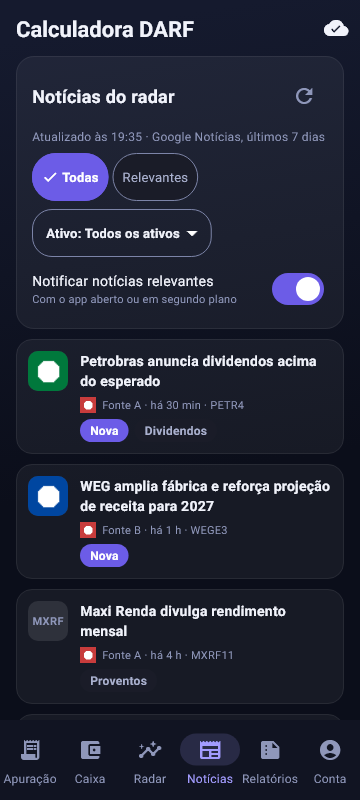 Calculadora DARF
Notícias do radar
Atualizado às 19:35 · Google Notícias, últimos 7 dias
Todas
Relevantes
Ativo: Todos os ativos
Notificar notícias relevantes
Com o app aberto ou em segundo plano
Petrobras anuncia dividendos acima
do esperado
Fonte A · há 30 min · PETR4
Nova
Dividendos
WEG amplia fábrica e reforça projeção
de receita para 2027
Fonte B · há 1 h · WEGE3
Nova
MXRF
Maxi Renda divulga rendimento
mensal
Fonte A · há 4 h · MXRF11
Proventos
Apuração
Caixa
Radar
Notícias
Relatórios
Conta